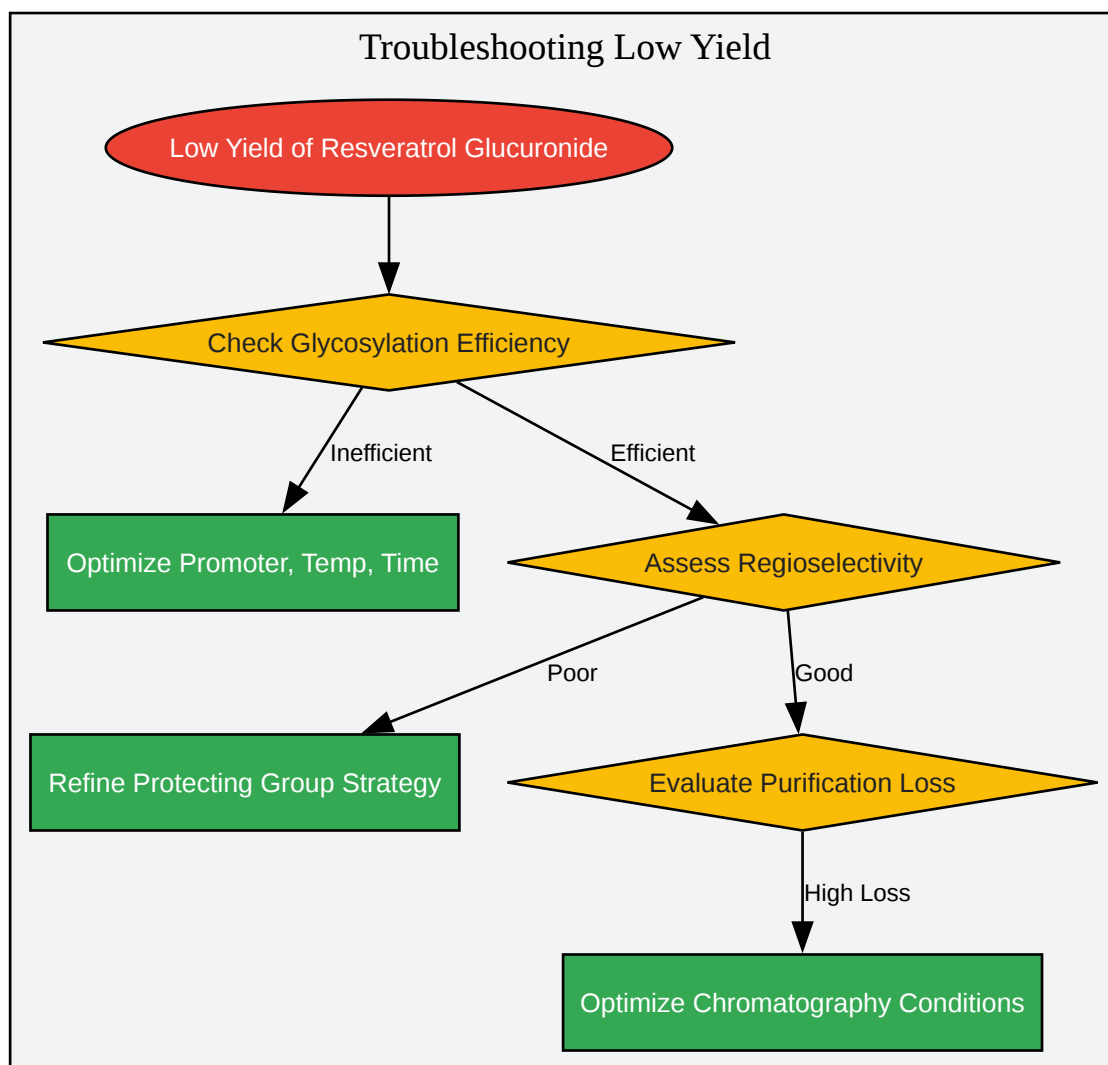 Troubleshooting Low Yield
Low Yield of Resveratrol Glucuronide
Check Glycosylation Efficiency
Inefficient
Efficient
Optimize Promoter, Temp, Time
Assess Regioselectivity
Poor
Good
Refine Protecting Group Strategy
Evaluate Purification Loss
High Loss
Optimize Chromatography Conditions